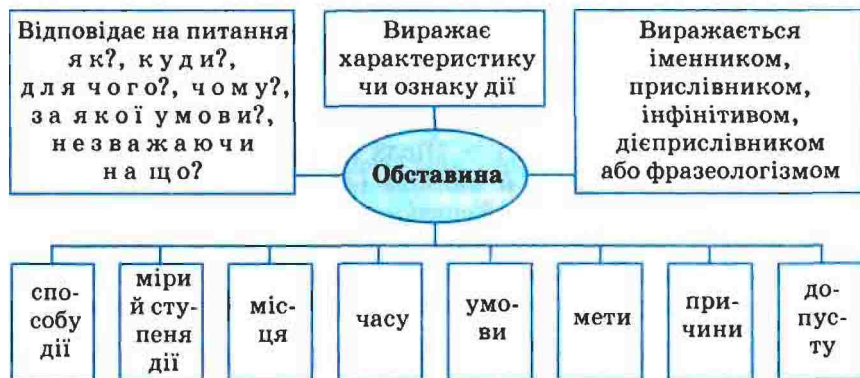 Відповідає на питання
як?, куди?,
для чого?, чому?,
за якої умови?,
незважаючи
на що?
Виражає
характеристику
чи ознаку дії
Виражається
іменником,
прислівником,
інфінітивом,
дієприслівником
або фразеологізмом
Обставина
спо-
собу
дії
міри
й сту-
пеня
дії
міс-
ця
часу
умо-
ви
мети
при-
чини
до-
пус-
ту